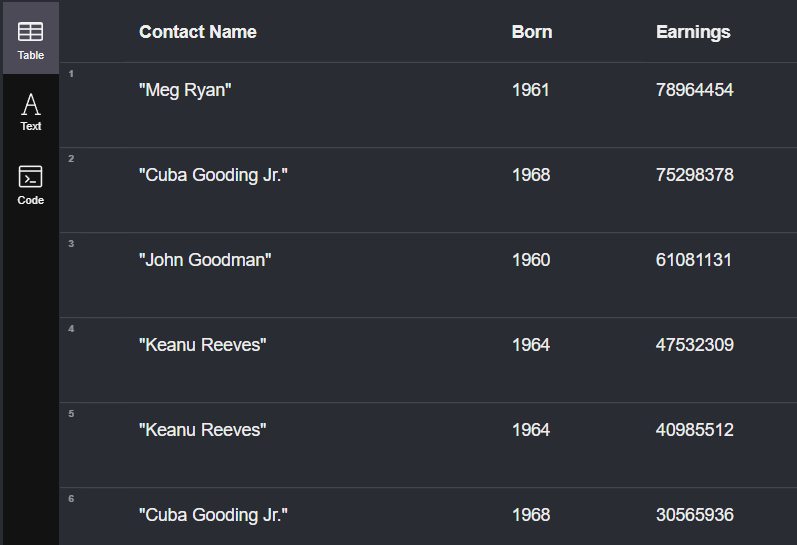 Table
Text
Code
Contact Name Born Earnings
1 "Meg Ryan" 1961 78964454
2 "Cuba Gooding Jr." 1968 75298378
3 "John Goodman" 1960 61081131
4 "Keanu Reeves" 1964 47532309
5 "Keanu Reeves" 1964 40985512
6 "Cuba Gooding Jr." 1968 30565936